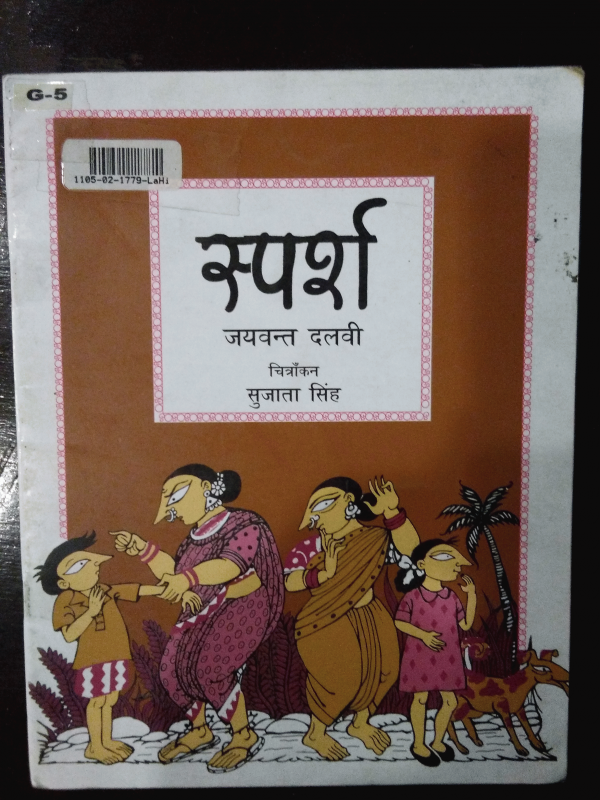 G-5
1105-02-1779-LaHi
स्पर्श
जयवन्त दलवी
चित्राँकन
सुजाता सिंह